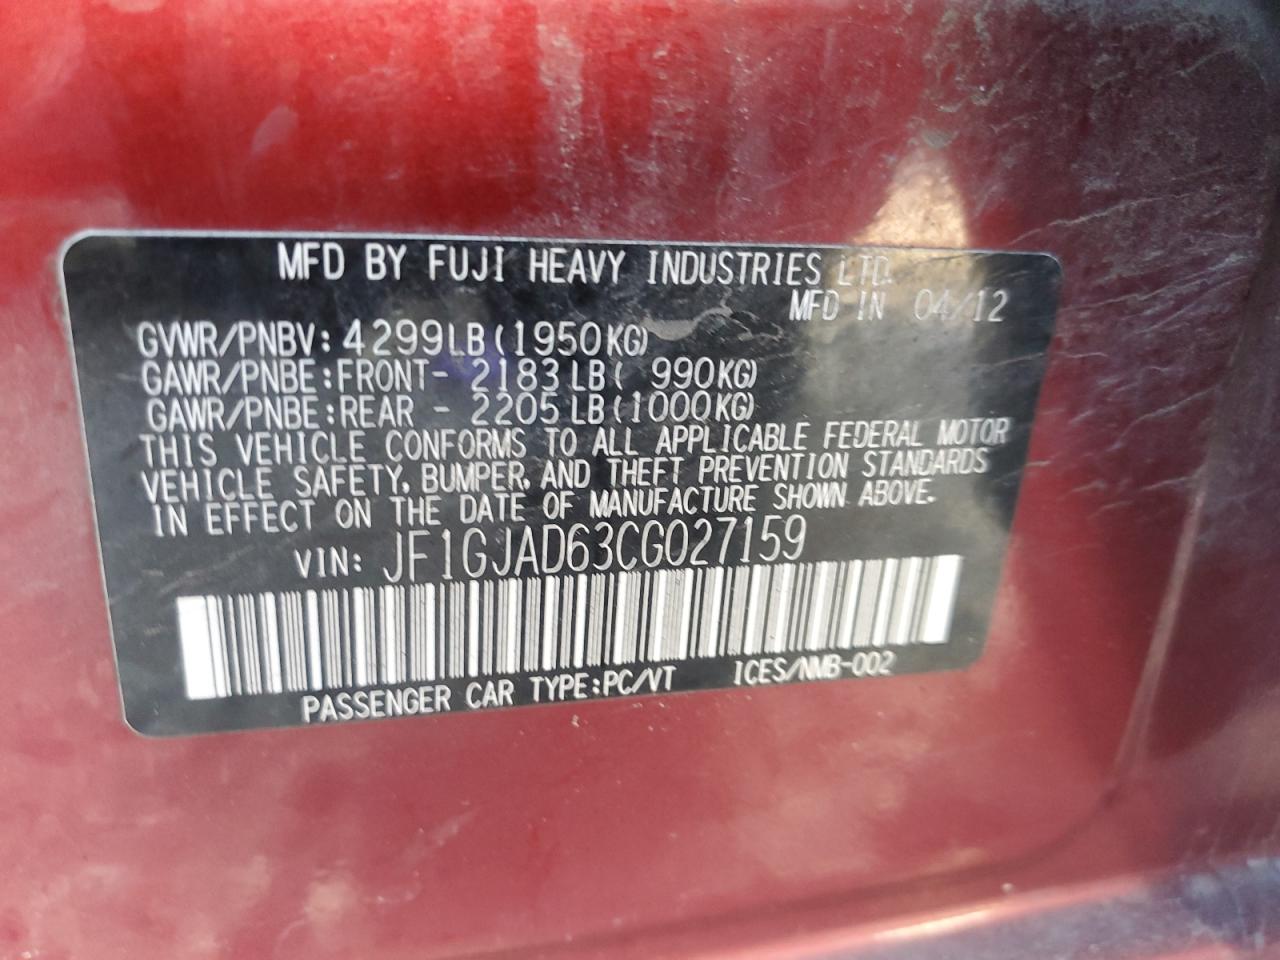 MFD BY FUJI HEAVY INDUSTRIES LTD.
MFD IN 04/12
GVWR/PNBV: 4299LB(1950KG)
GAWR/PNBE:FRONT- 2183LB( 990KG)
GAWR/PNBE:REAR - 2205LB(1000KG)
THIS VEHICLE CONFORMS TO ALL APPLICABLE FEDERAL MOTOR
VEHICLE SAFETY, BUMPER, AND THEFT PREVENTION STANDARDS
IN EFFECT ON THE DATE OF MANUFACTURE SHOWN ABOVE.
VIN: JF1GJAD63CG027159
PASSENGER CAR TYPE:PC/VT ICES/NMB-002